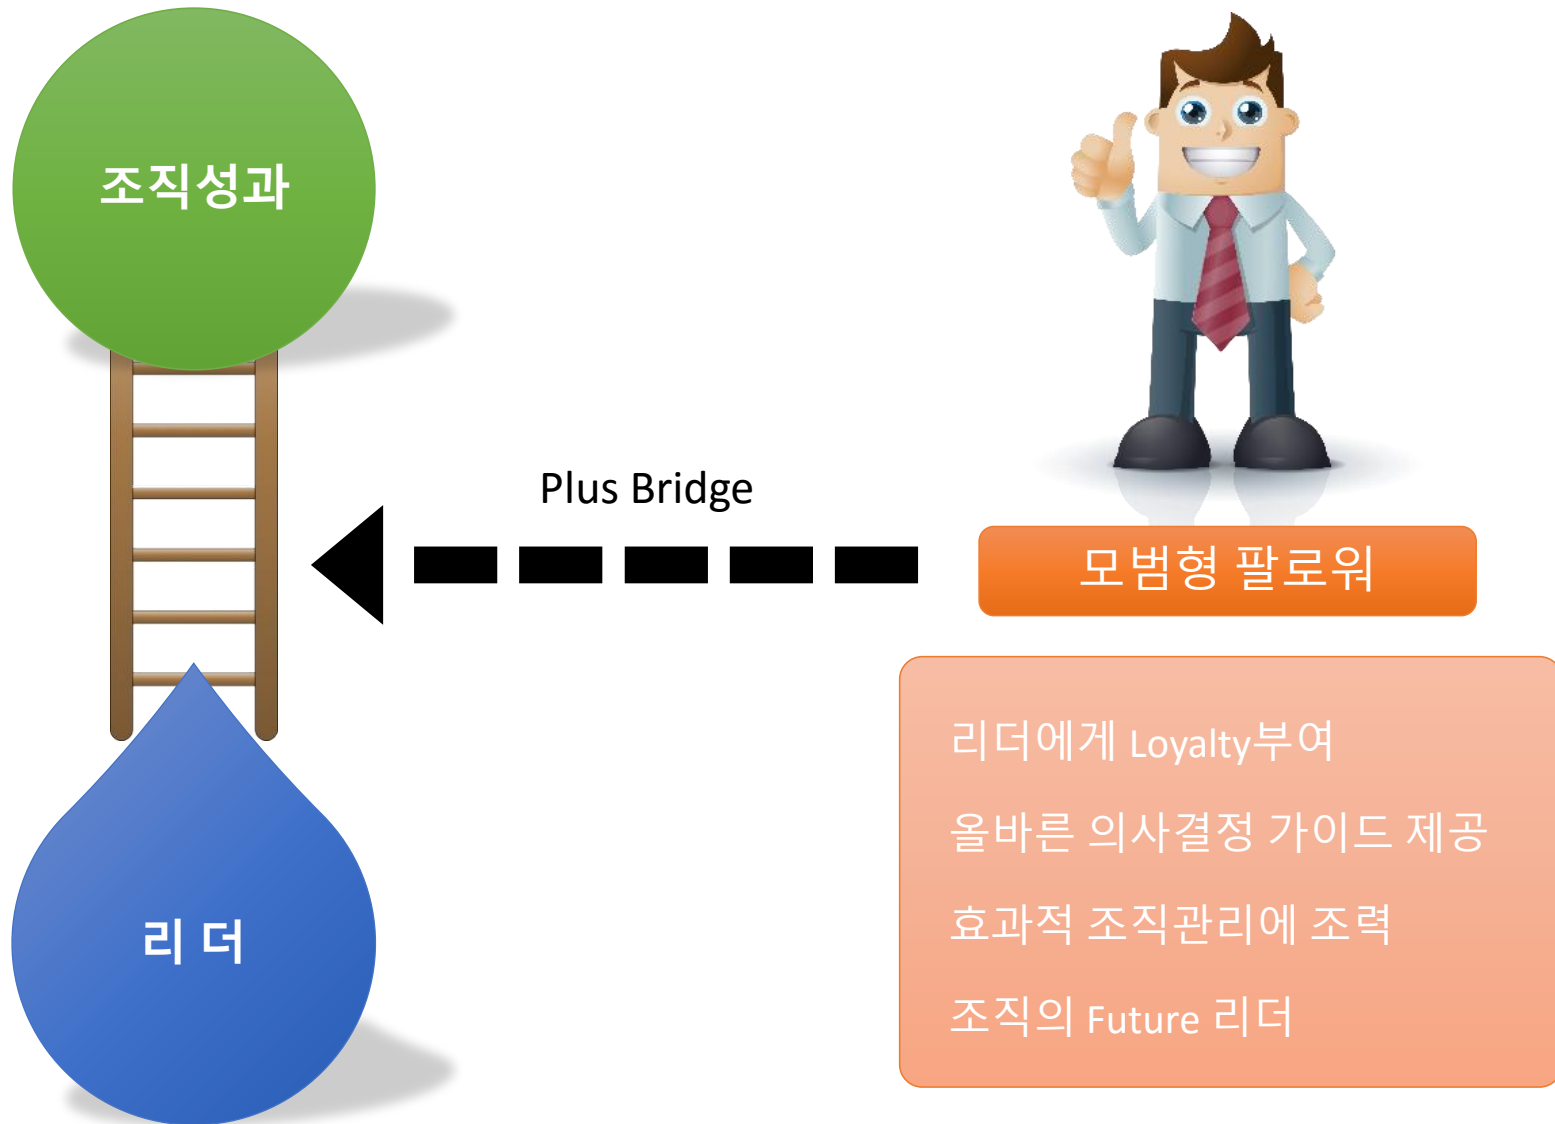 조직성과
Plus Bridge
모범형 팔로워
리더에게 Loyalty부여
올바른 의사결정 가이드 제공
효과적 조직관리에 조력
조직의 Future 리더
리 더